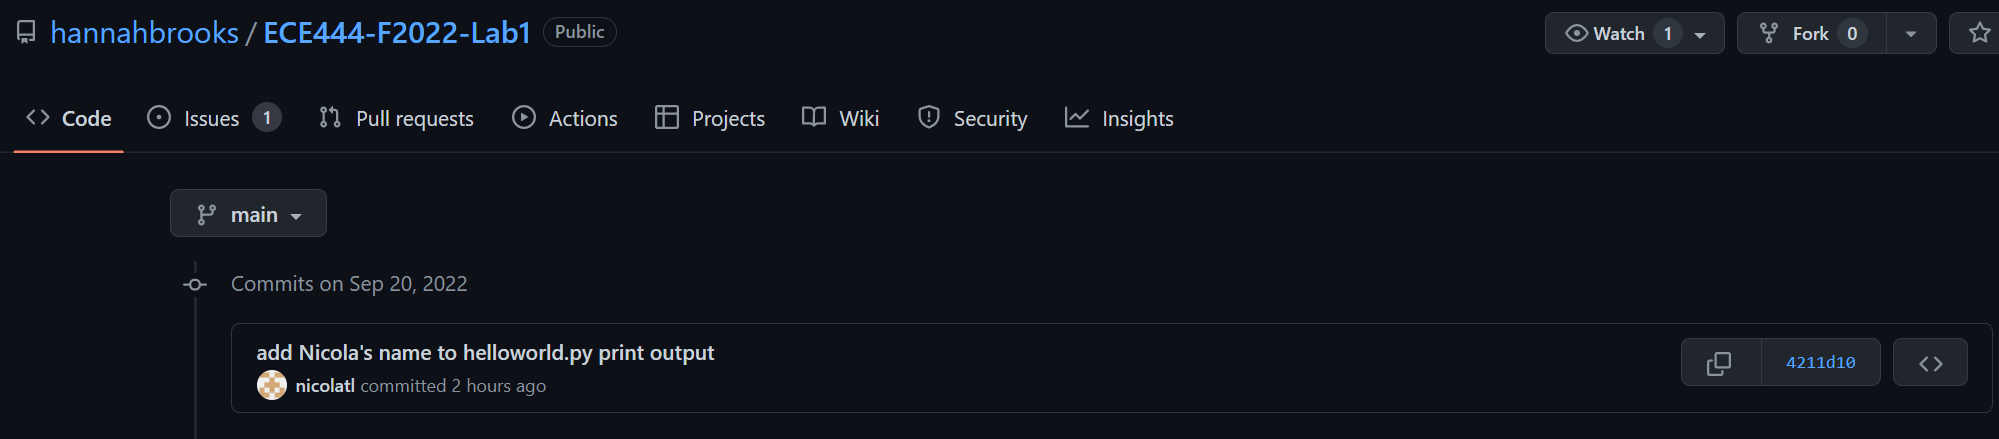 hannahbrooks / ECE444-F2022-Lab1 Public Watch 1 Fork 0
Code Issues 1 Pull requests Actions Projects Wiki Security Insights
main
Commits on Sep 20, 2022
add Nicola's name to helloworld.py print output
nicolatl committed 2 hours ago
4211d10